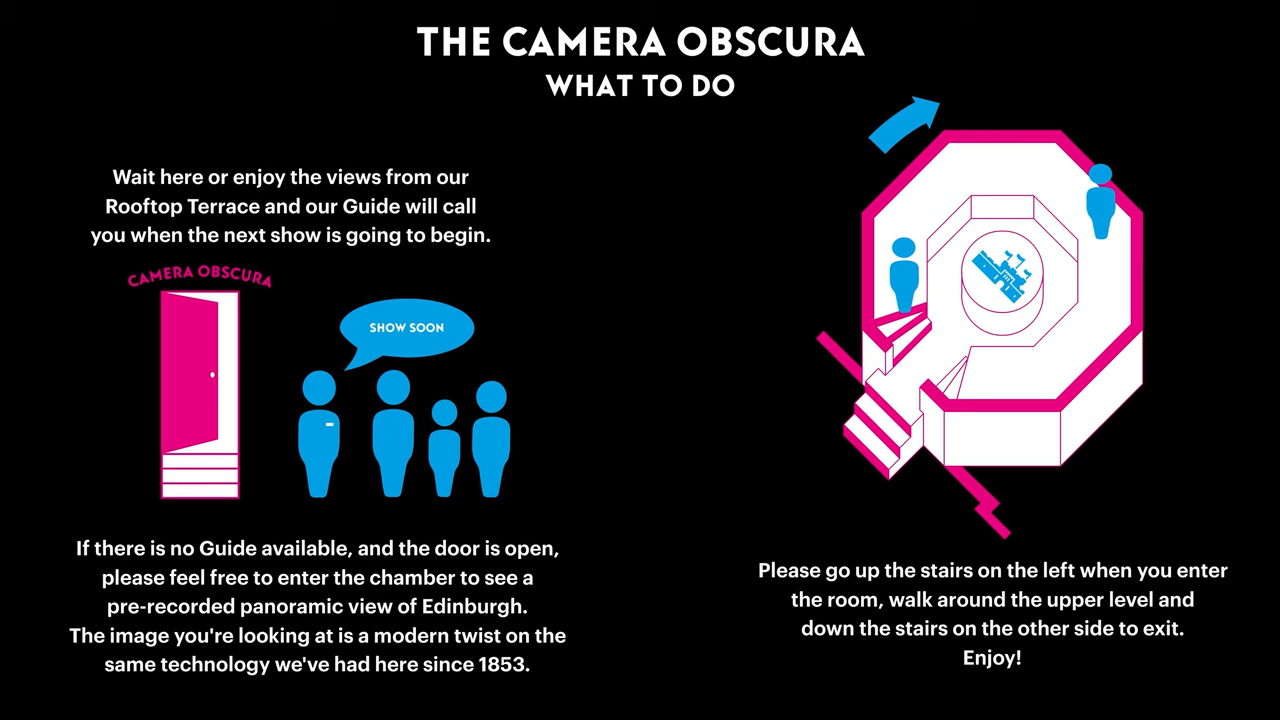 THE CAMERA OBSCURA
WHAT TO DO
Wait here or enjoy the views from our
Rooftop Terrace and our Guide will call
you when the next show is going to begin.
CAMERA OBSCURA
SHOW SOON
If there is no Guide available, and the door is open,
please feel free to enter the chamber to see a
pre-recorded panoramic view of Edinburgh.
The image you're looking at is a modern twist on the
same technology we've had here since 1853.
Please go up the stairs on the left when you enter
the room, walk around the upper level and
down the stairs on the other side to exit.
Enjoy!